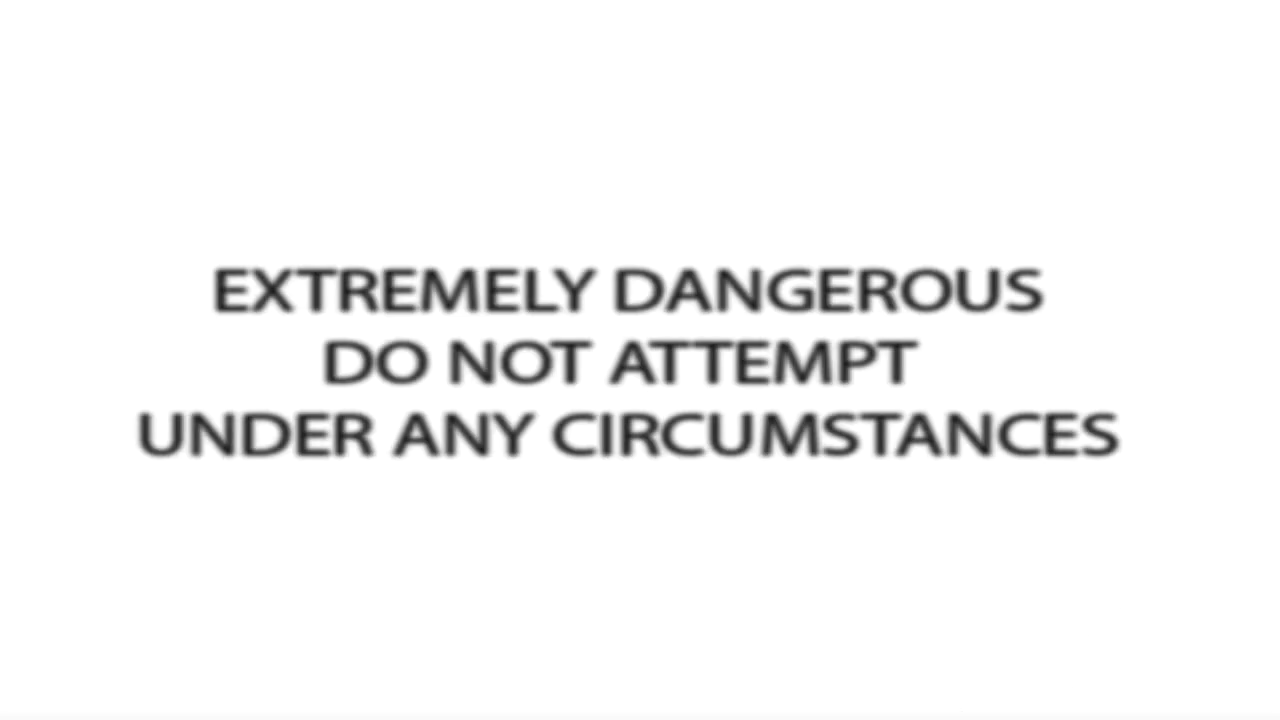 EXTREMELY DANGEROUS
DO NOT ATTEMPT
UNDER ANY CIRCUMSTANCES